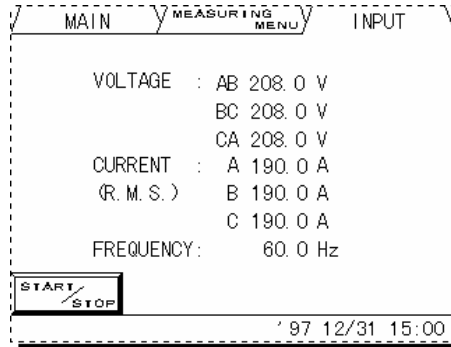 MAIN
MEASURING MENU
INPUT
VOLTAGE : AB 208.0 V
BC 208.0 V
CA 208.0 V
CURRENT : A 190.0 A
(R.M.S.) B 190.0 A
C 190.0 A
FREQUENCY: 60.0 Hz
START/STOP
'97 12/31 15:00